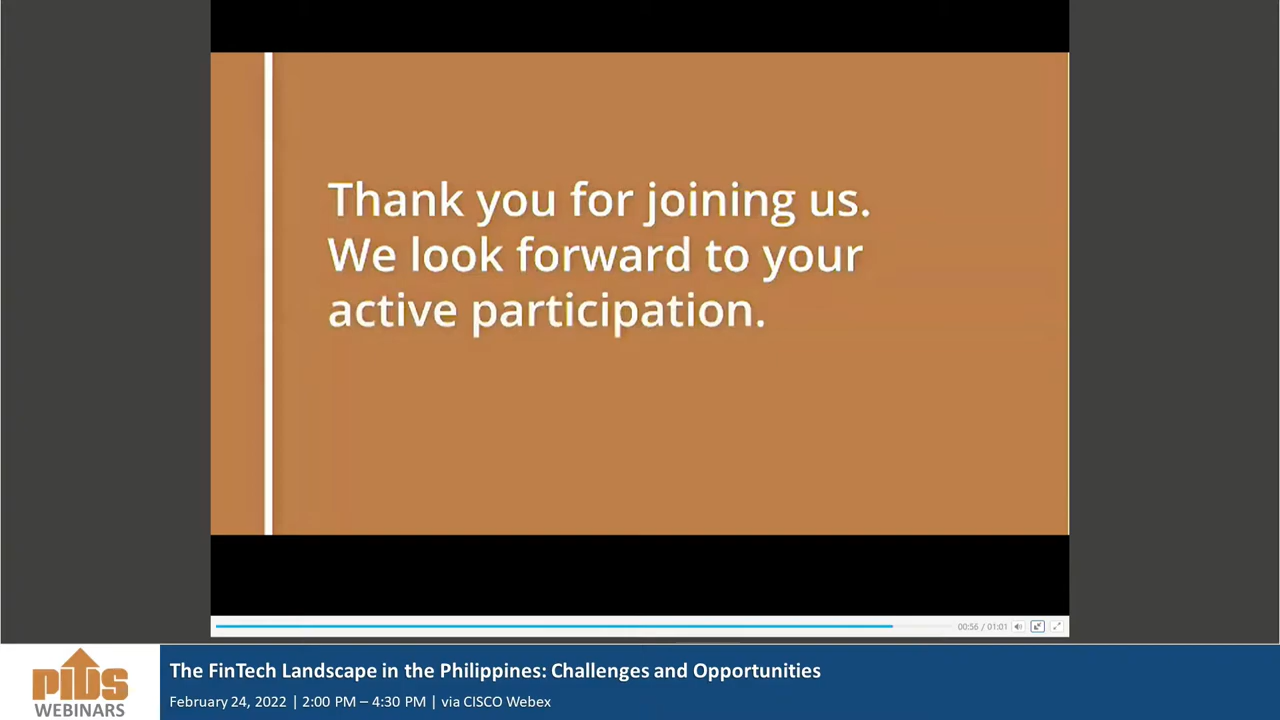 Thank you for joining us.
We look forward to your
active participation.
00:56 / 01:01
PIDS
WEBINARS
The FinTech Landscape in the Philippines: Challenges and Opportunities
February 24, 2022 | 2:00 PM – 4:30 PM | via CISCO Webex